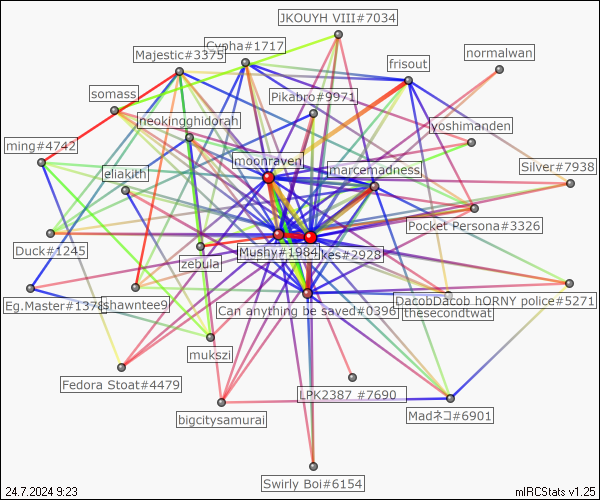 JKOUYH VIII#7034
Cypha#1717
Majestic#3375
frisout
normalwan
somass
Pikabro#9971
neokingghidorah
yoshimanden
ming#4742
moonraven
marcemadness
Silver#7938
eliakith
Pocket Persona#3326
Duck#1245
zebula
Mushy#1984
kes#2928
Eg.Master#1378
shawntee9
Can anything be saved#0396
DacobDacob hORNY police#5271
thesecondtwat
mukszi
Fedora Stoat#4479
LPK2387 #7690
bigcitysamurai
Madネコ#6901
Swirly Boi#6154
24.7.2024 9:23
mIRCStats v1.25